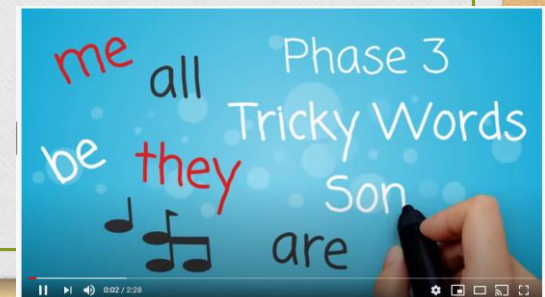 me
all
Phase 3
Tricky Words
Son
be
they
are
0:02 / 2:28